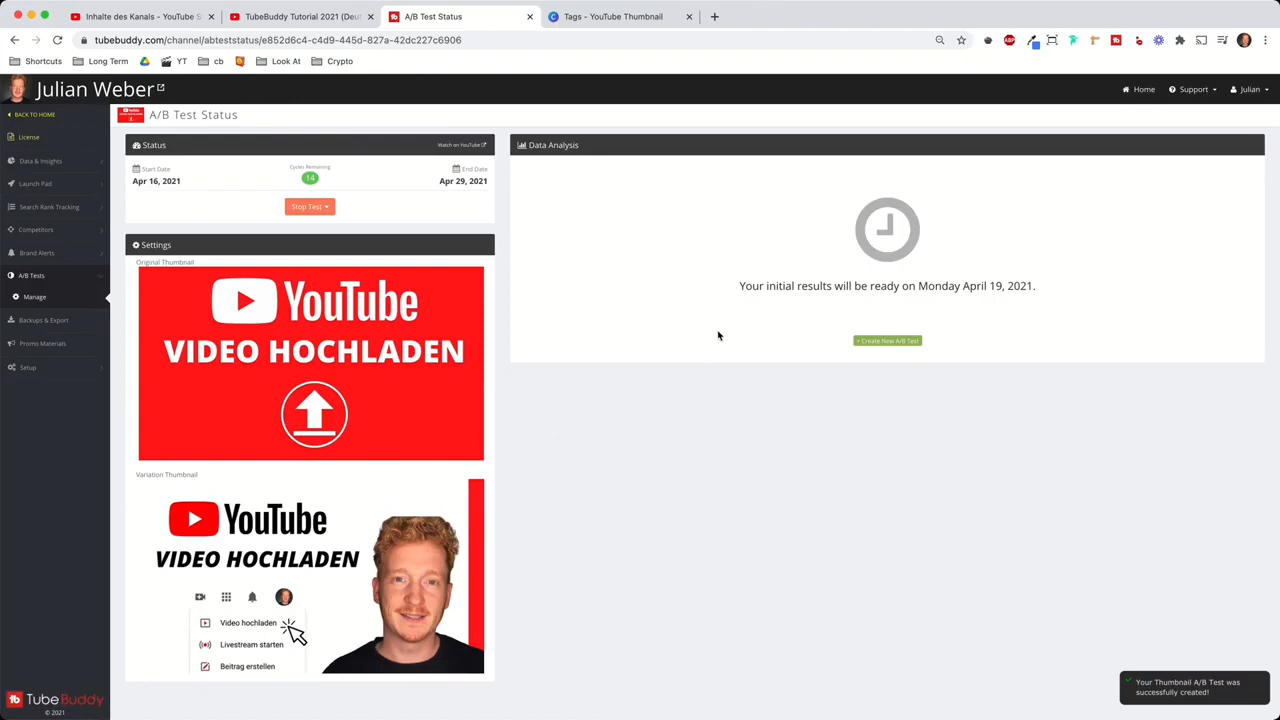 Inhalte des Kanals - YouTube S
TubeBuddy Tutorial 2021 (Deut
A/B Test Status
Tags - YouTube Thumbnail
tubebuddy.com/channel/abteststatus/e852d6c4-c4d9-445d-827a-42dc227c6906
Shortcuts
Long Term
YT
cb
Look At
Crypto
Julian Weber
Home
Support
Julian
BACK TO HOME
License
Data & Insights
Launch Pad
Search Rank Tracking
Competitors
Brand Alerts
A/B Tests
Manage
Backups & Export
Promo Materials
Setup
TubeBuddy
© 2021
A/B Test Status
Status
Watch on YouTube
Start Date
Apr 16, 2021
Cycles Remaining
14
End Date
Apr 29, 2021
Stop Test
Settings
Original Thumbnail
YouTube
VIDEO HOCHLADEN
Variation Thumbnail
YouTube
VIDEO HOCHLADEN
Video hochladen
Livestream starten
Beitrag erstellen
Data Analysis
Your initial results will be ready on Monday April 19, 2021.
+ Create New A/B Test
Your Thumbnail A/B Test was
successfully created!